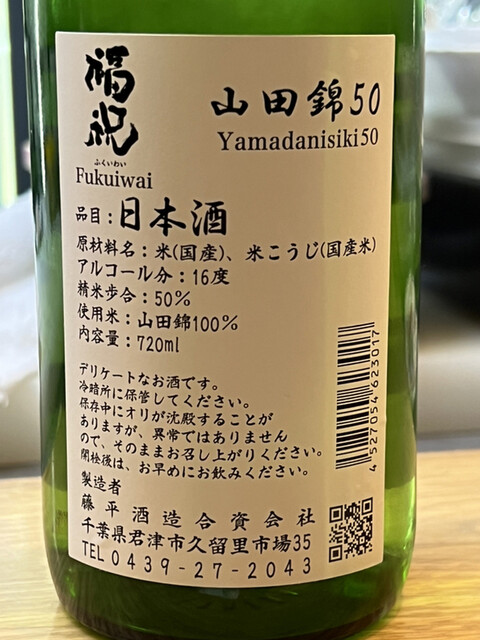 福祝
ふくいわい
Fukuiwai
山田錦50
Yamadanisiki50
品目：日本酒
原材料名：米(国産)、米こうじ(国産米)
アルコール分：16度
精米歩合：50%
使用米：山田錦100%
内容量：720ml
デリケートなお酒です。
冷暗所に保管してください。
保存中にオリが沈殿することが
ありますが、異常ではありません
ので、そのままお召し上がりください。
開栓後は、お早めにお飲みください。
製造者
藤平酒造合資会社
千葉県君津市久留里市場35
TEL 0439-27-2043
4 527054 623017